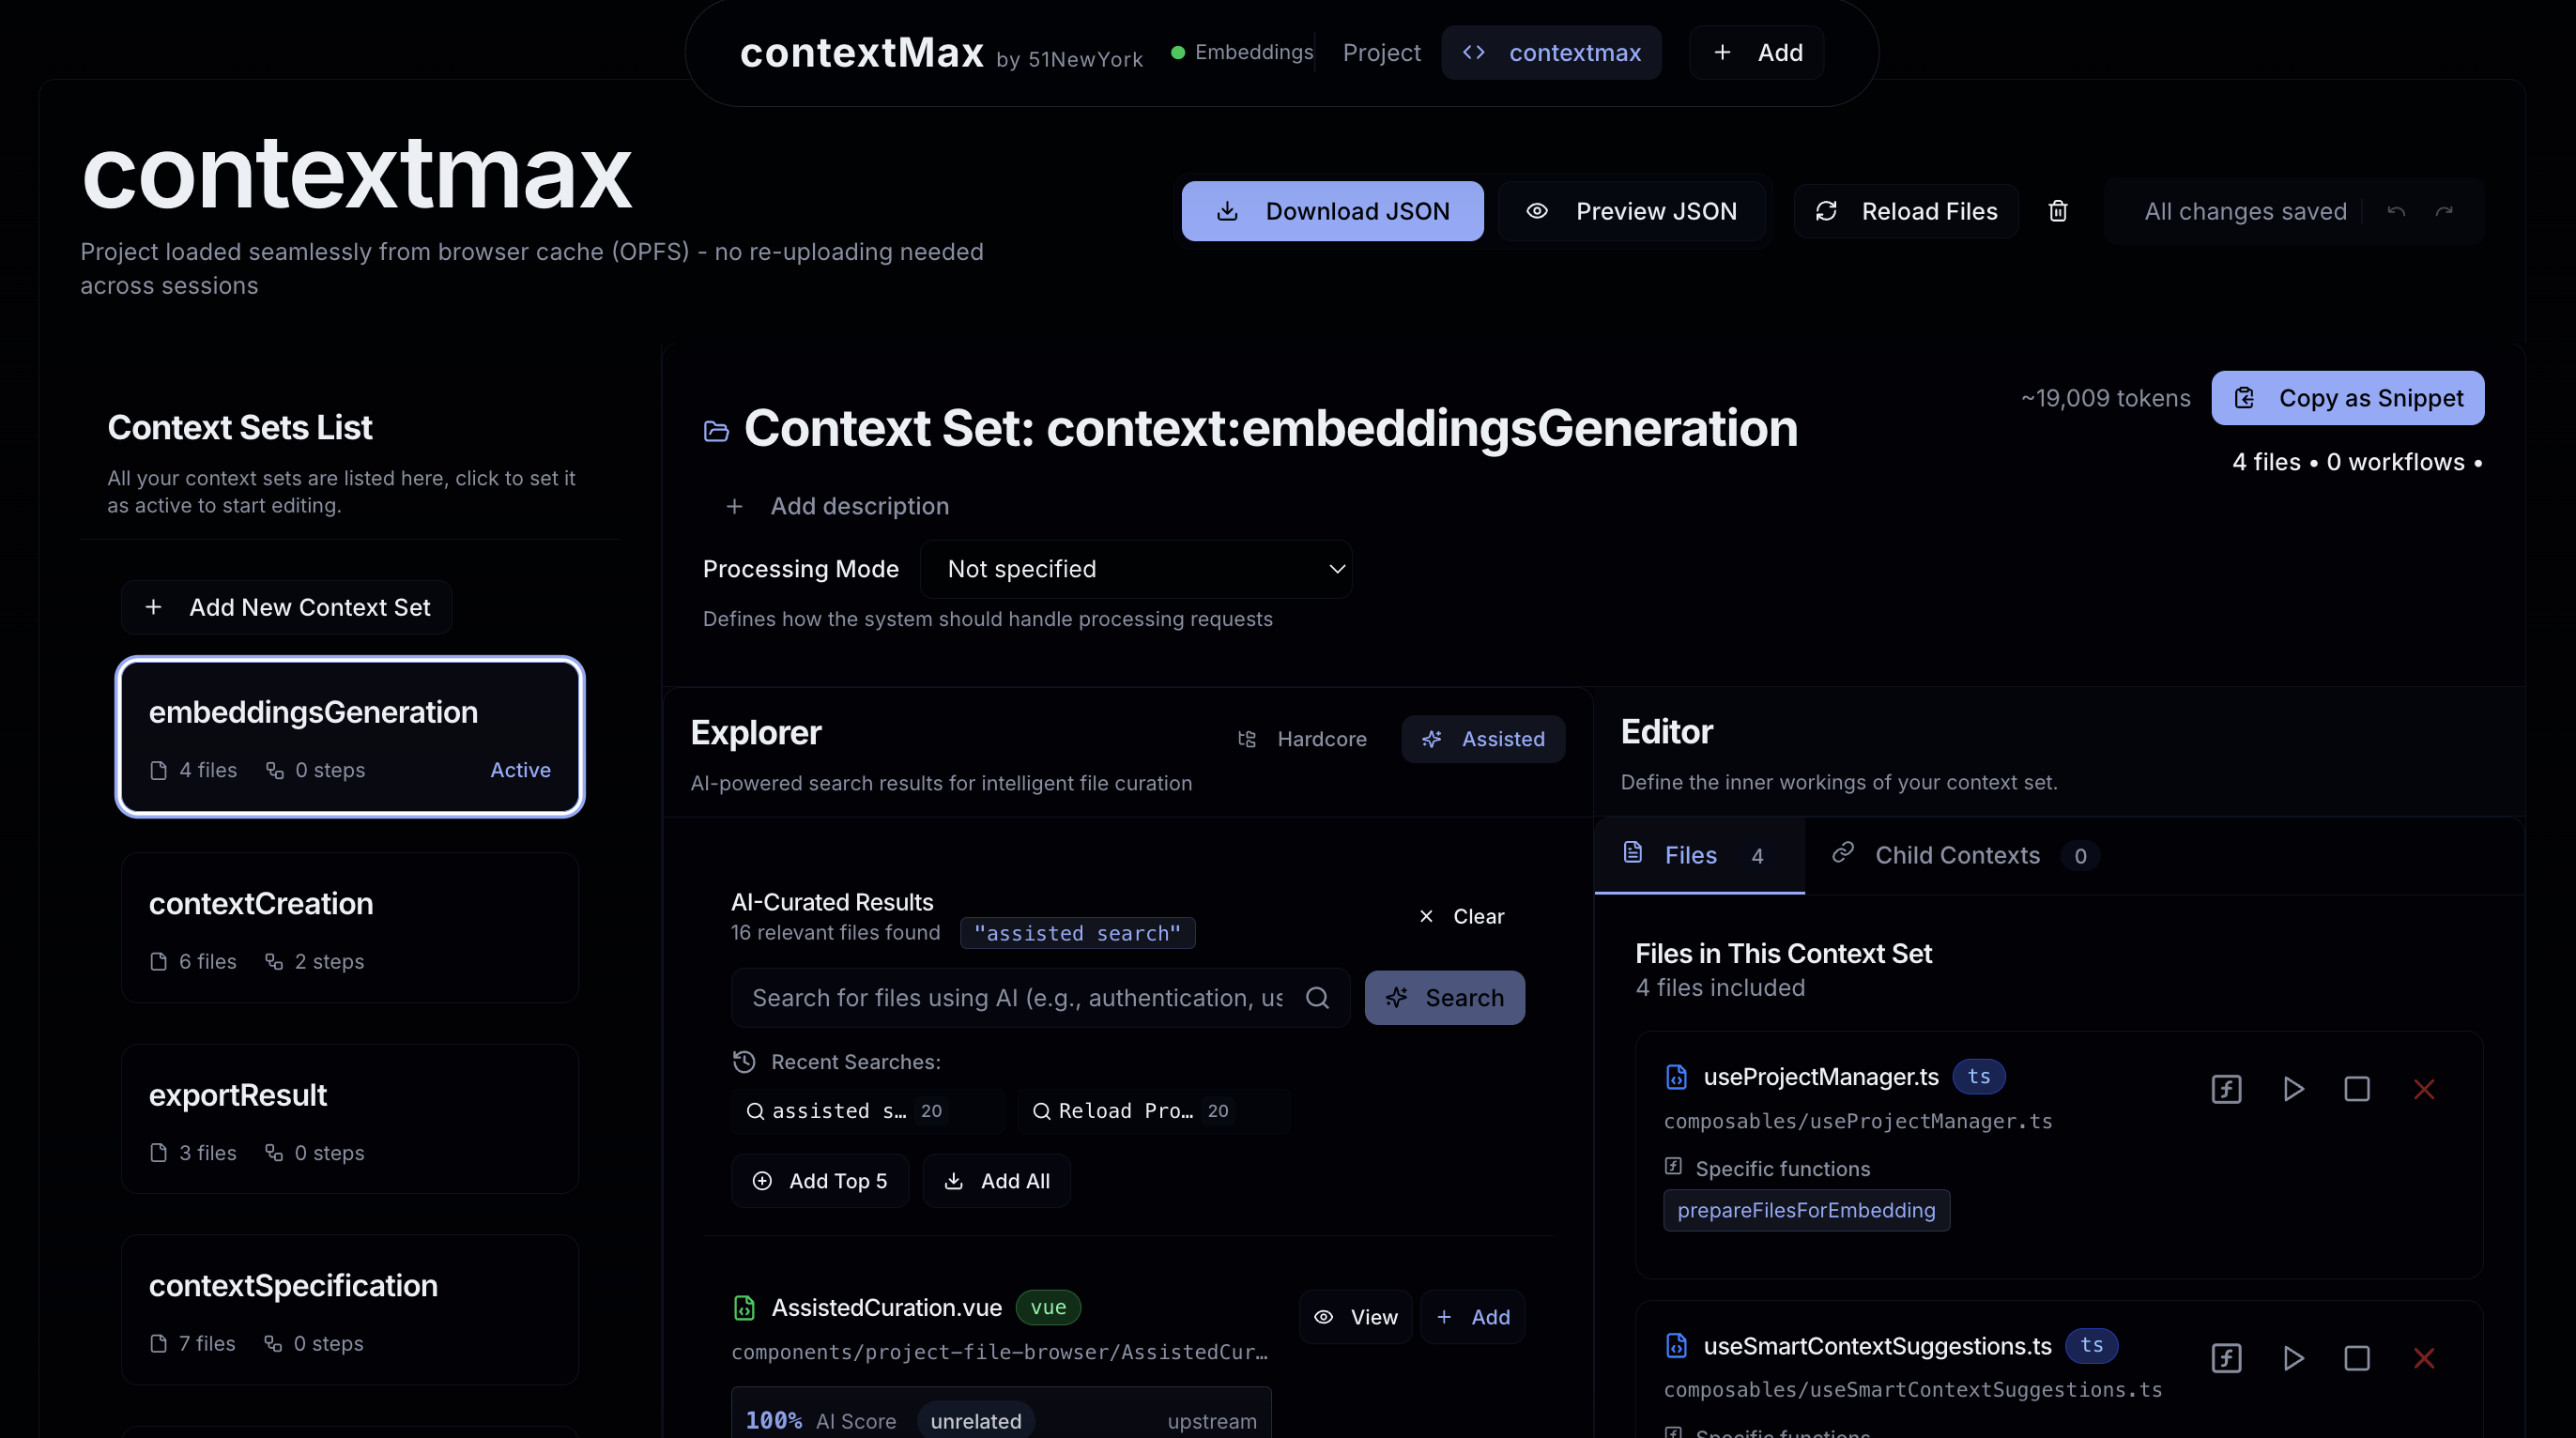 contextMax by 51NewYork
Embeddings
Project
contextmax
Add
contextmax
Project loaded seamlessly from browser cache (OPFS) - no re-uploading needed
across sessions
Download JSON
Preview JSON
Reload Files
All changes saved
Context Sets List
All your context sets are listed here, click to set it
as active to start editing.
Add New Context Set
embeddingsGeneration
4 files
0 steps
Active
contextCreation
6 files
2 steps
exportResult
3 files
0 steps
contextSpecification
7 files
0 steps
Context Set: context:embeddingsGeneration
~19,009 tokens
Copy as Snippet
4 files • 0 workflows •
Add description
Processing Mode
Not specified
Defines how the system should handle processing requests
Explorer
Hardcore
Assisted
AI-powered search results for intelligent file curation
AI-Curated Results
16 relevant files found
"assisted search"
Clear
Search for files using AI (e.g., authentication, us
Search
Recent Searches:
assisted s… 20
Reload Pro… 20
Add Top 5
Add All
AssistedCuration.vue
vue
View
Add
components/project-file-browser/AssistedCur…
100% AI Score
unrelated
upstream
Editor
Define the inner workings of your context set.
Files 4
Child Contexts 0
Files in This Context Set
4 files included
useProjectManager.ts
ts
composables/useProjectManager.ts
Specific functions
prepareFilesForEmbedding
useSmartContextSuggestions.ts
ts
composables/useSmartContextSuggestions.ts
Specific functions